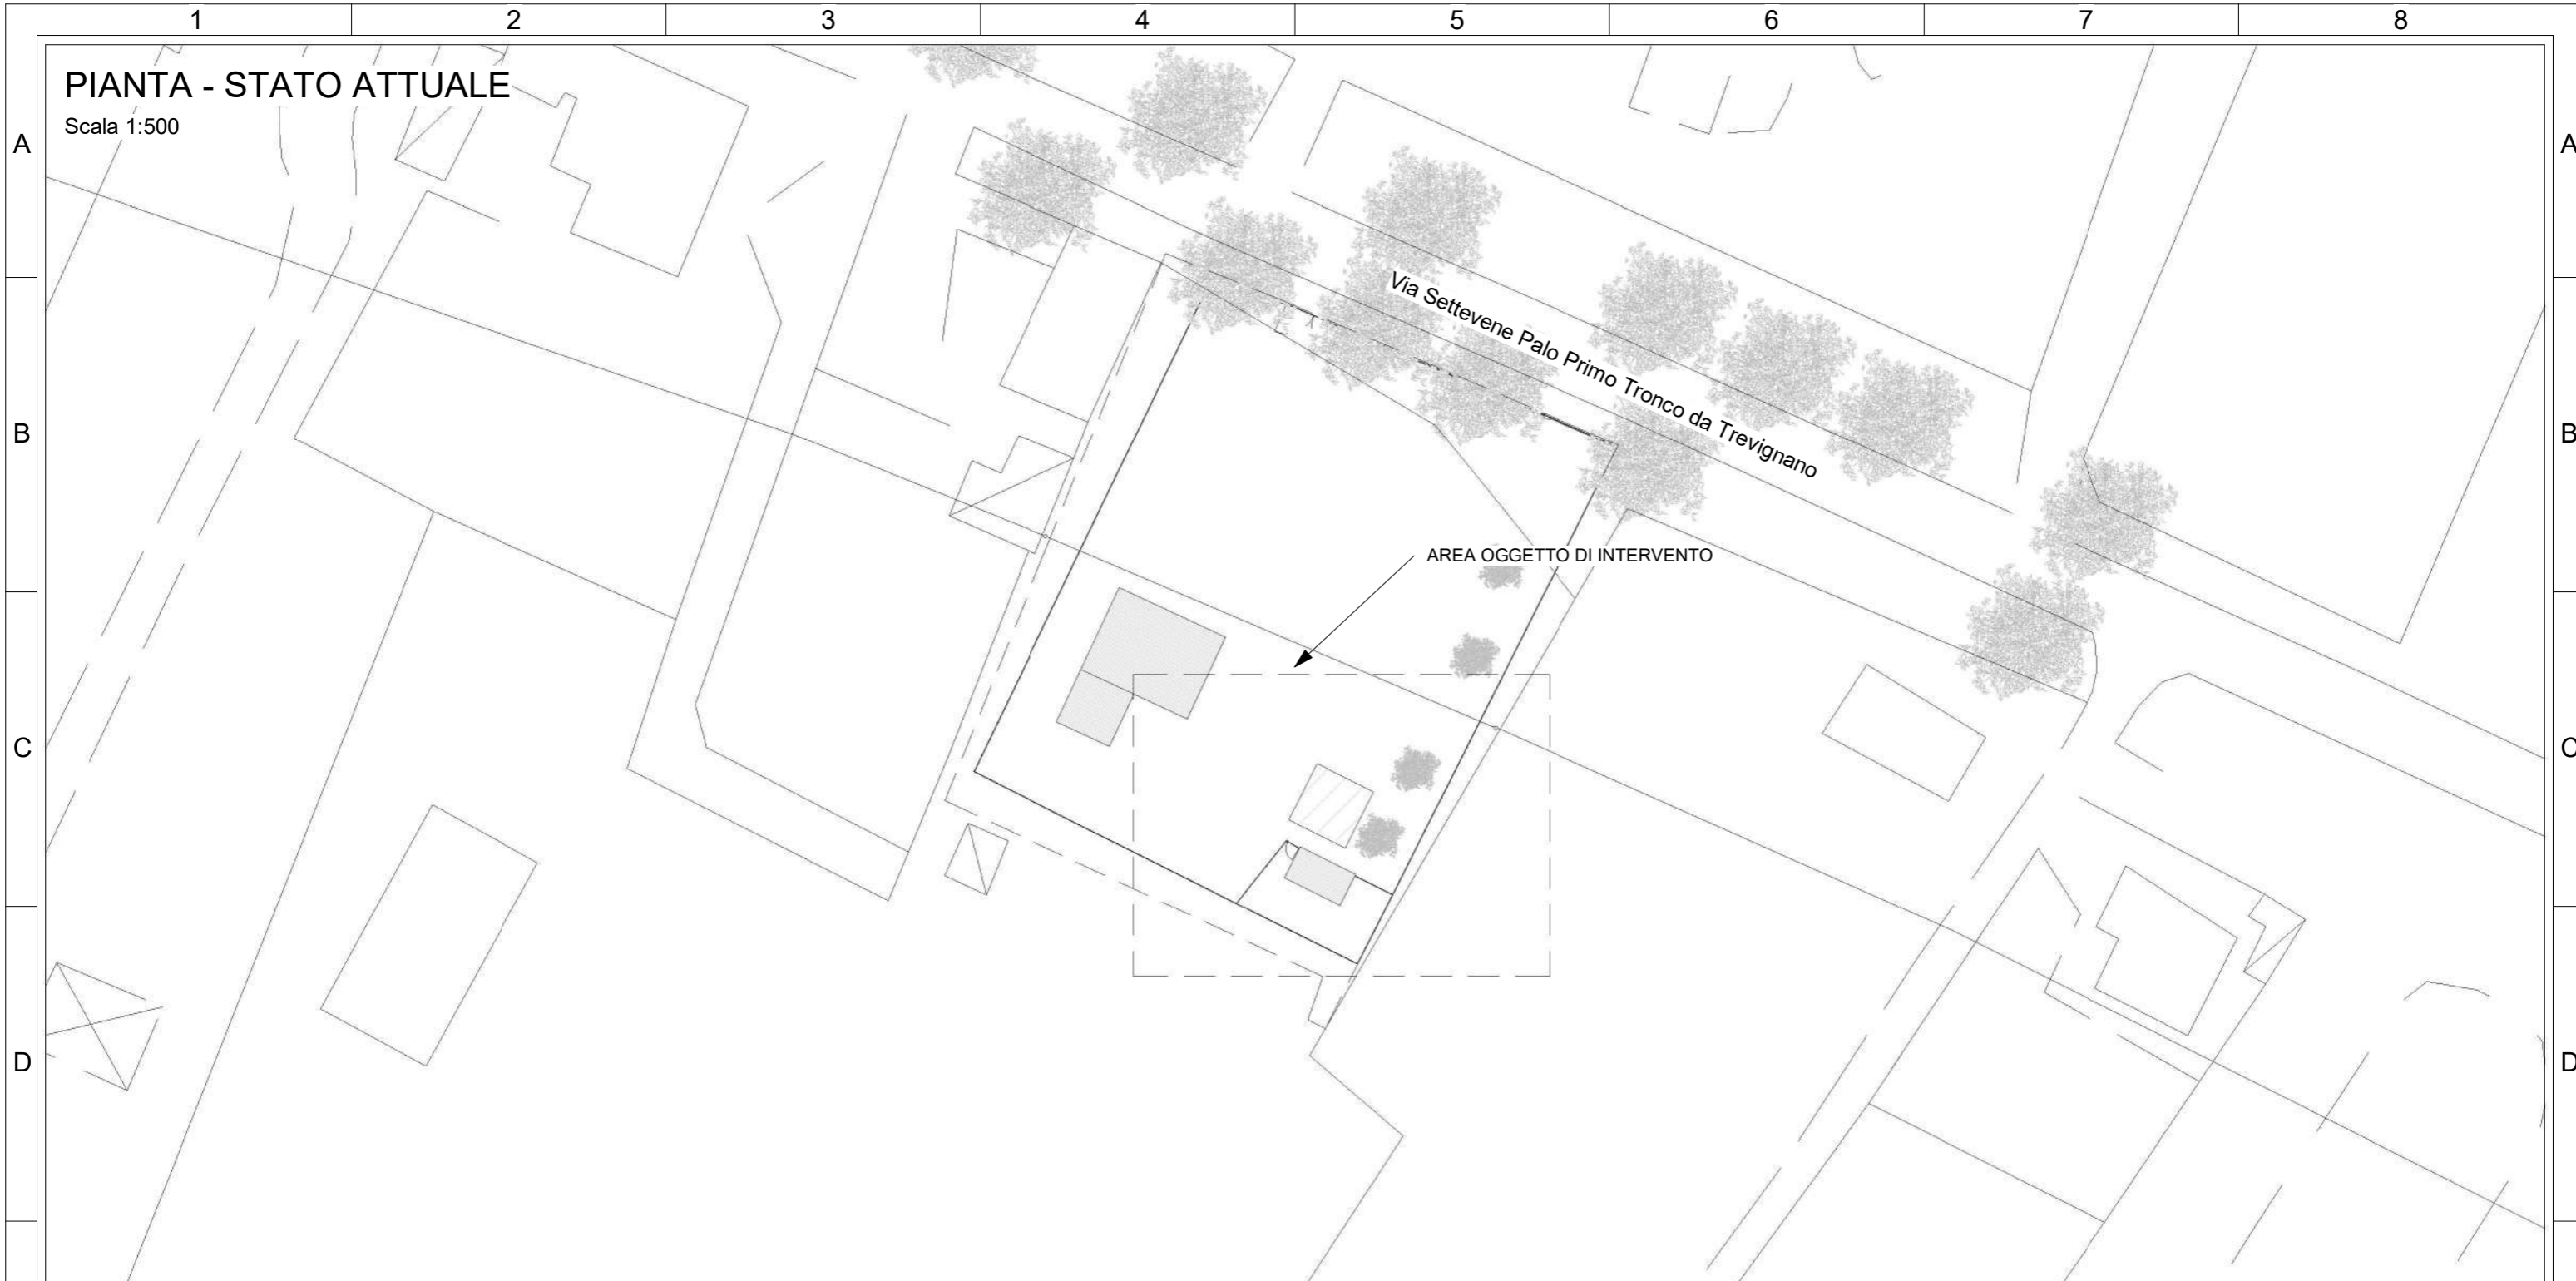 1 2 3 4 5 6 7 8
PIANTA - STATO ATTUALE
Scala 1:500
A A
Via Settevene Palo Primo Tronco da Trevignano
B B
AREA OGGETTO DI INTERVENTO
C C
D D